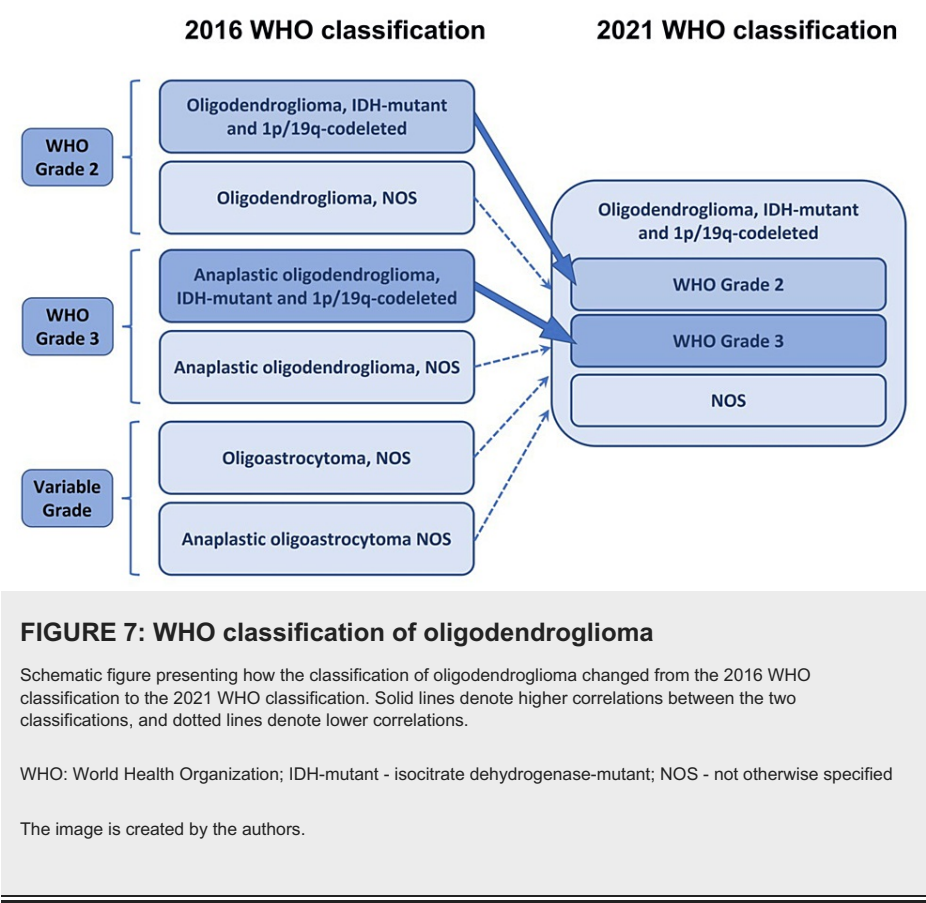 2016 WHO classification
2021 WHO classification
WHO
Grade 2
Oligodendroglioma, IDH-mutant
and 1p/19q-codeleted
Oligodendroglioma, NOS
WHO
Grade 3
Anaplastic oligodendroglioma,
IDH-mutant and 1p/19q-codeleted
Anaplastic oligodendroglioma, NOS
Variable
Grade
Oligoastrocytoma, NOS
Anaplastic oligoastrocytoma NOS
Oligodendroglioma, IDH-mutant
and 1p/19q-codeleted
WHO Grade 2
WHO Grade 3
NOS
FIGURE 7: WHO classification of oligodendroglioma
Schematic figure presenting how the classification of oligodendroglioma changed from the 2016 WHO
classification to the 2021 WHO classification. Solid lines denote higher correlations between the two
classifications, and dotted lines denote lower correlations.
WHO: World Health Organization; IDH-mutant - isocitrate dehydrogenase-mutant; NOS - not otherwise specified
The image is created by the authors.